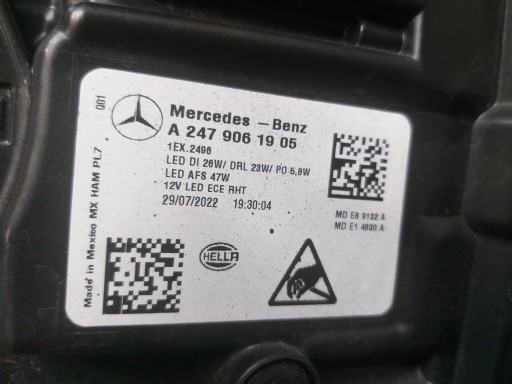 Mercedes-Benz
A 247 906 19 05
1EX.2496
LED DI 26W/ DRL 23W/ PO 5,8W
LED AFS 47W
12V LED ECE RHT
29/07/2022 19:30:04
MD E8 9132 A
MD E1 4830 A
HELLA
Made in Mexico MX HAM PL7
001